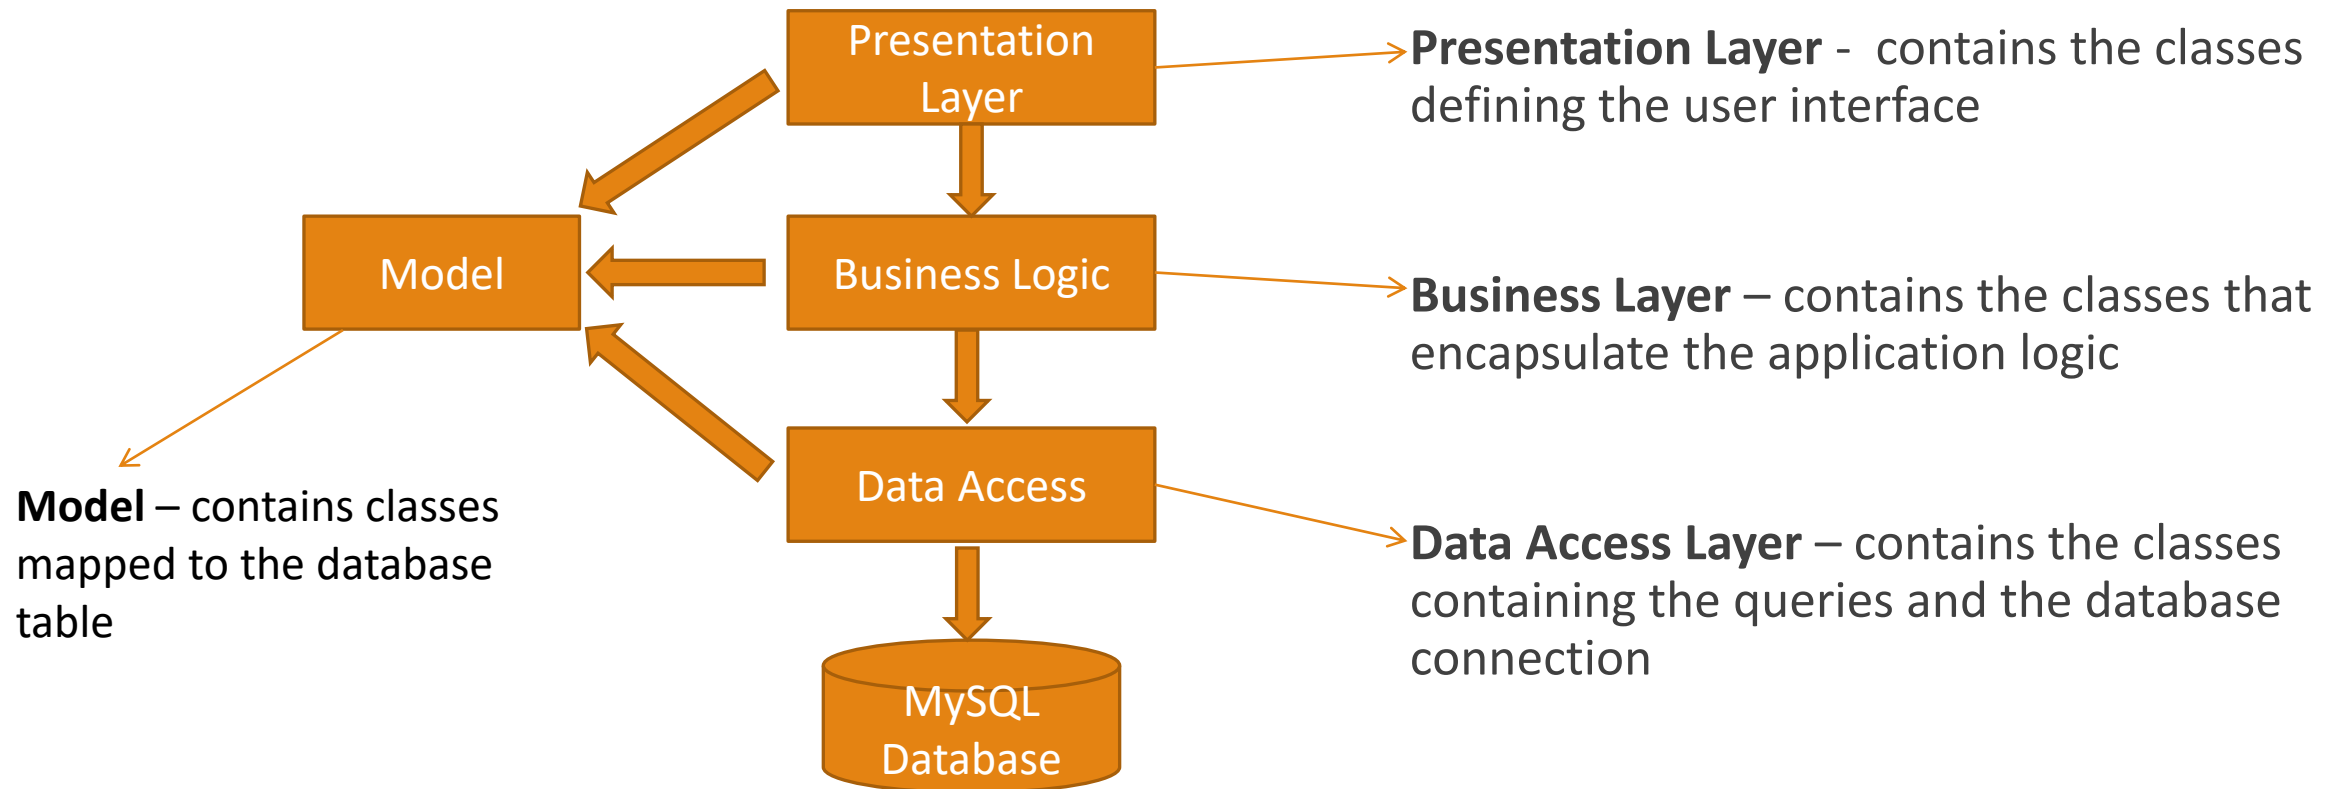 Presentation
Layer
Presentation Layer -  contains the classes
defining the user interface
Model
Business Logic
Business Layer – contains the classes that
encapsulate the application logic
Data Access
Model – contains classes
mapped to the database
table
Data Access Layer – contains the classes
containing the queries and the database
connection
MySQL
Database